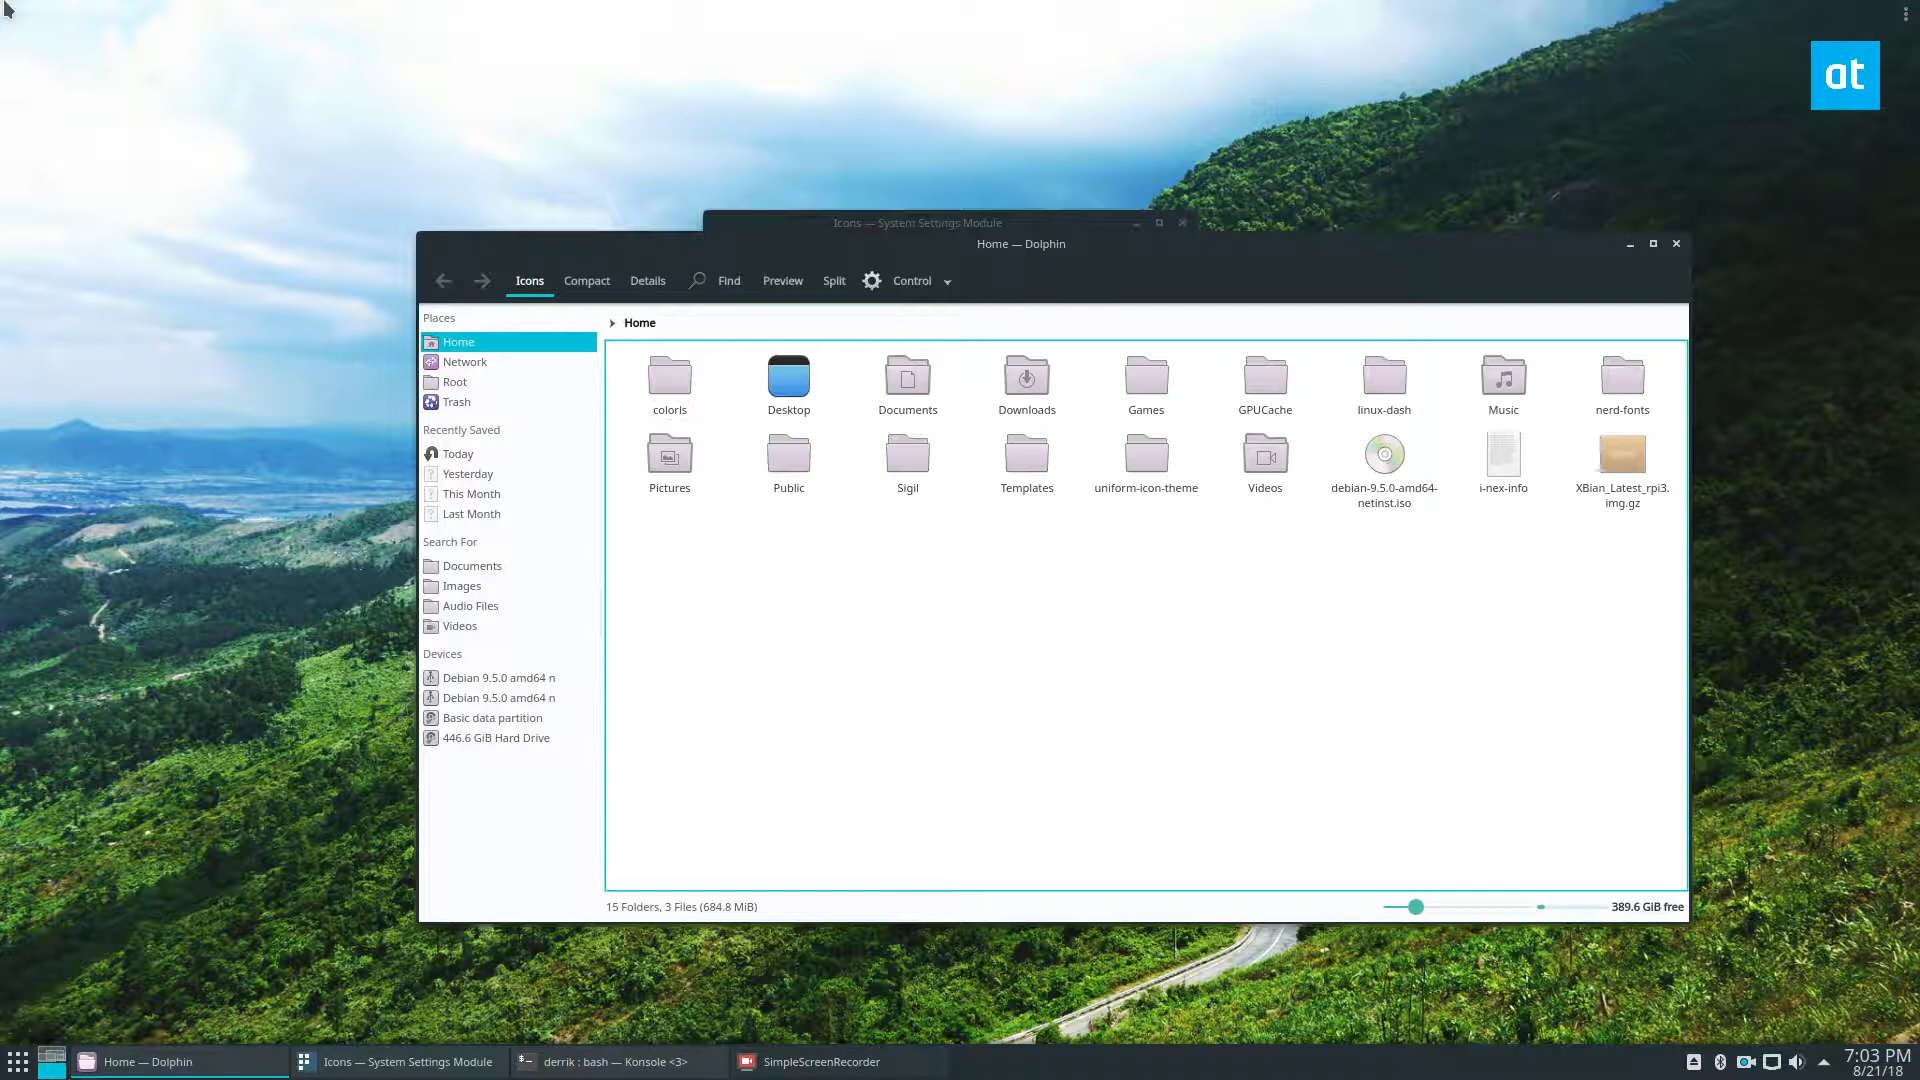 at
Icons — System Settings Module
Home — Dolphin
Icons Compact Details Find Preview Split Control
Places
Home
Network
Root
Trash
Recently Saved
Today
Yesterday
This Month
Last Month
Search For
Documents
Images
Audio Files
Videos
Devices
Debian 9.5.0 amd64 n
Debian 9.5.0 amd64 n
Basic data partition
446.6 GiB Hard Drive
Home
coloris Desktop Documents Downloads Games GPUCache linux-dash Music nerd-fonts
Pictures Public Sigil Templates uniform-icon-theme Videos debian-9.5.0-amd64- i-nex-info XBian_Latest_rpi3.
netinst.iso img.gz
15 Folders, 3 Files (684.8 MiB) 389.6 GiB free
Home — Dolphin Icons — System Settings Module derrik : bash — Konsole <3> SimpleScreenRecorder 7:03 PM
8/21/18